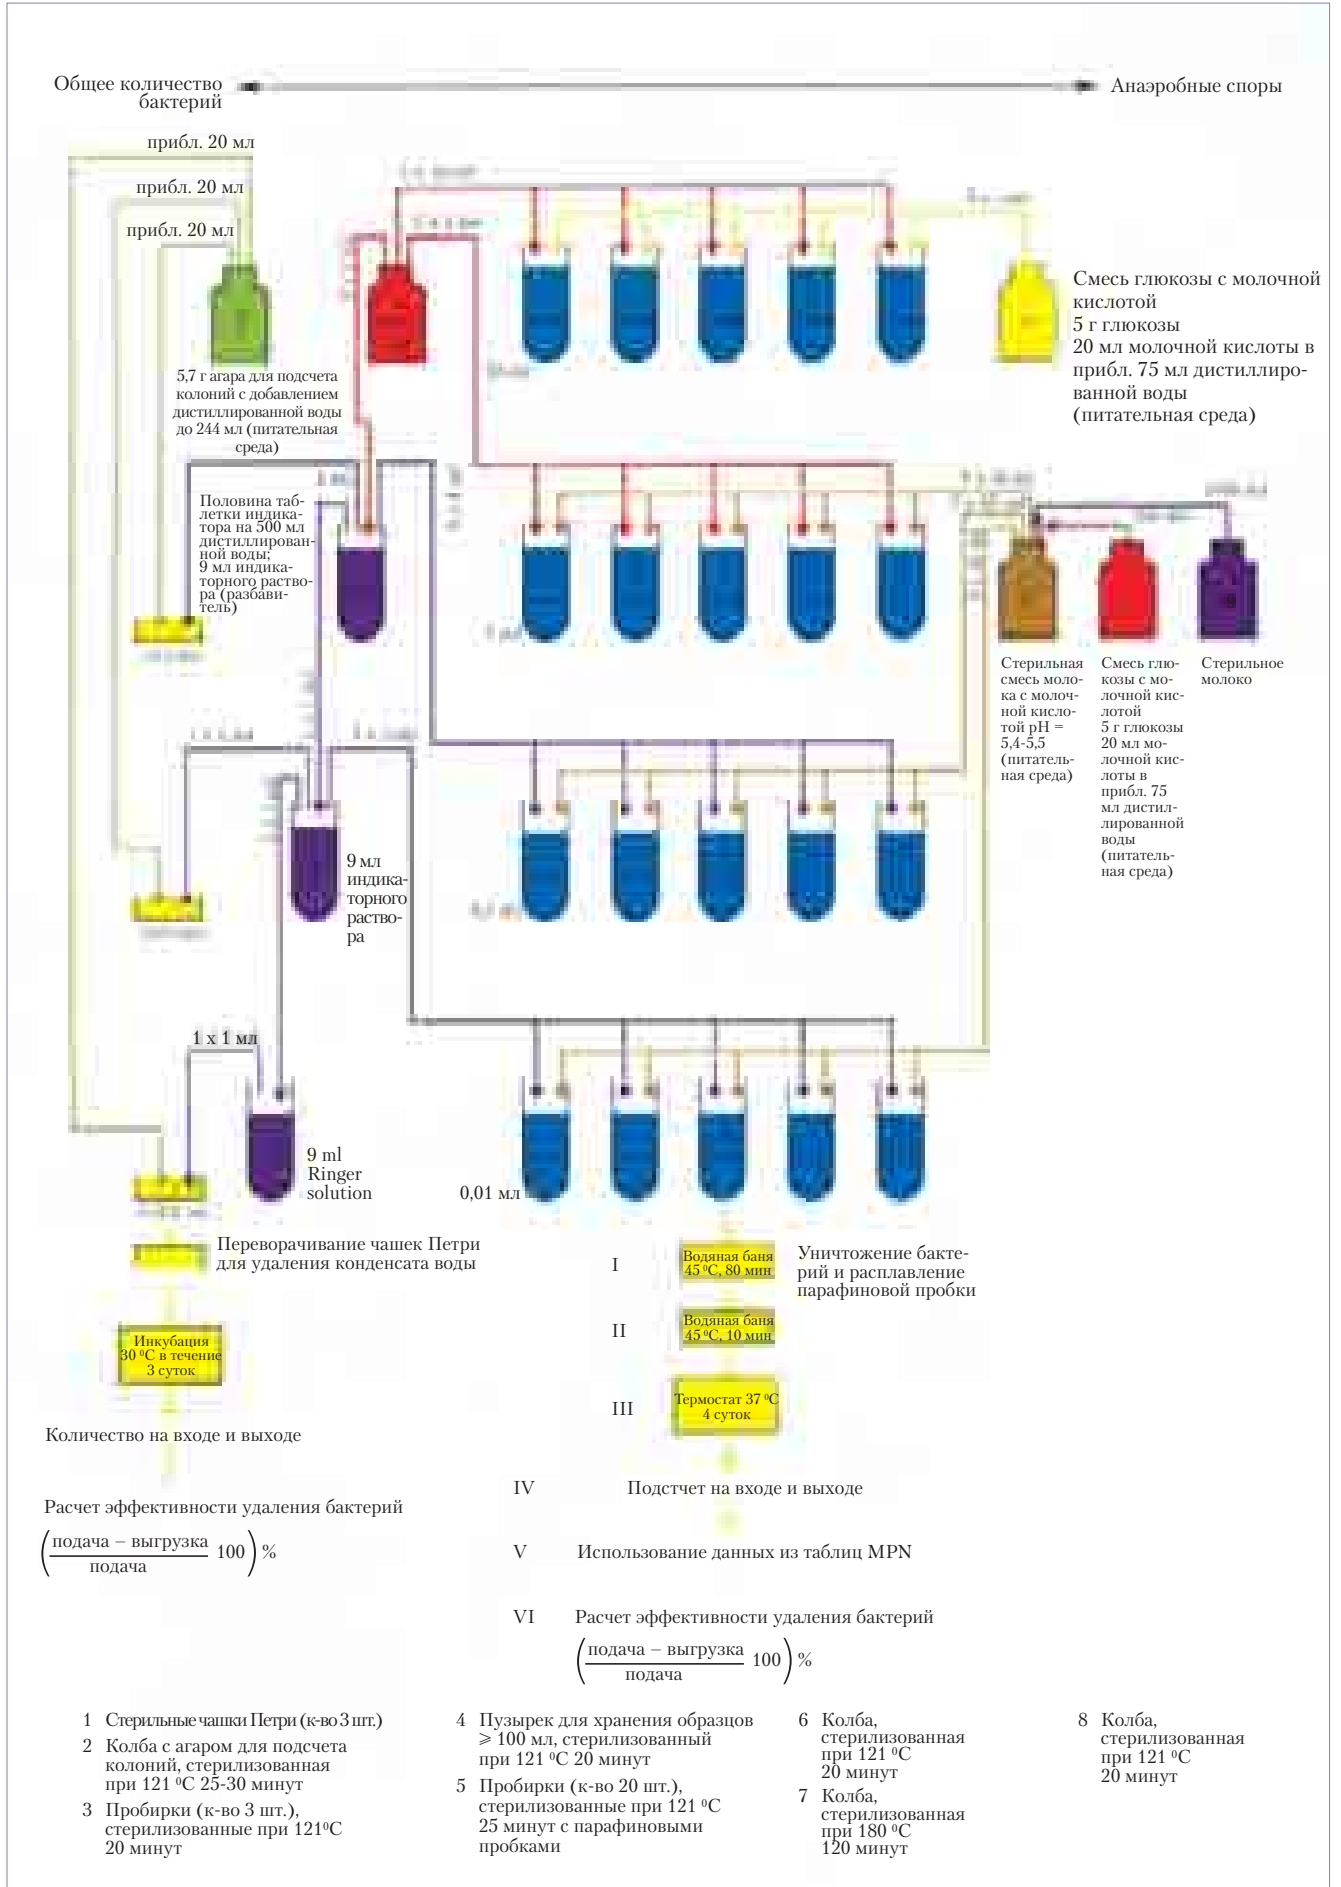 Общее количество
бактерий
Анаэробные споры
прибл. 20 мл
прибл. 20 мл
прибл. 20 мл
5,7 г агара для подсчета
колоний с добавлением
дистиллированной воды
до 244 мл (питательная
среда)
Смесь глюкозы с молочной
кислотой
5 г глюкозы
20 мл молочной кислоты в
прибл. 75 мл дистиллиро-
ванной воды
(питательная среда)
Половина таб-
летки индика-
тора на 500 мл
дистиллирован-
ной воды;
9 мл индика-
торного раство-
ра (разбави-
тель)
Стерильная
смесь моло-
ка с молоч-
ной кисло-
той pH =
5,4-5,5
(питатель-
ная среда)
Смесь глю-
козы с мо-
лочной кис-
лотой
5 г глюкозы
20 мл мо-
лочной кис-
лоты в
прибл. 75
мл дистил-
лированной
воды
(питатель-
ная среда)
Стерильное
молоко
9 мл
индика-
торного
раство-
ра
1 x 1 мл
9 ml
Ringer
solution
0,01 мл
Переворачивание чашек Петри
для удаления конденсата воды
Инкубация
30 ⁰C в течение
3 суток
Количество на входе и выходе
Расчет эффективности удаления бактерий
(подача – выгрузка / подача 100) %
I
Водяная баня
45 ⁰C, 80 мин
Уничтожение бакте-
рий и расплавление
парафиновой пробки
II
Водяная баня
45 ⁰C, 10 мин
III
Термостат 37 ⁰C
4 суток
IV Подстчет на входе и выходе
V Использование данных из таблиц MPN
VI Расчет эффективности удаления бактерий
(подача – выгрузка / подача 100) %
1 Стерильные чашки Петри (к-во 3 шт.)
2 Колба с агаром для подсчета
колоний, стерилизованная
при 121 ⁰C 25-30 минут
3 Пробирки (к-во 3 шт.),
стерилизованные при 121⁰C
20 минут
4 Пузырек для хранения образцов
⩾ 100 мл, стерилизованный
при 121 ⁰C 20 минут
5 Пробирки (к-во 20 шт.),
стерилизованные при 121 ⁰C
25 минут с парафиновыми
пробками
6 Колба,
стерилизованная
при 121 ⁰C
20 минут
7 Колба,
стерилизованная
при 180 ⁰C
120 минут
8 Колба,
стерилизованная
при 121 ⁰C
20 минут